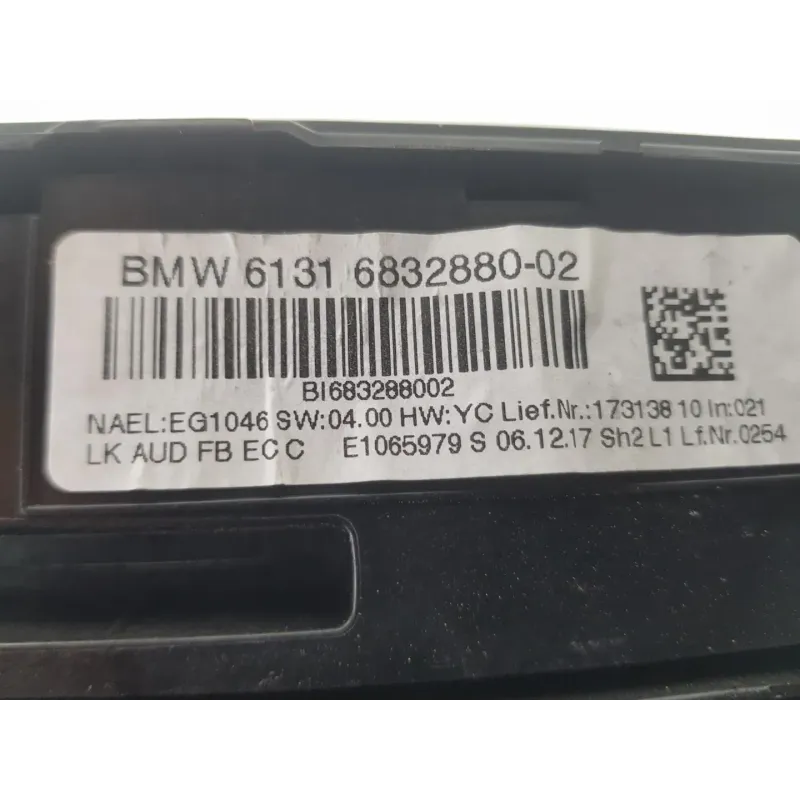 BMW 6131 6832880-02
BI683288002
NAEL:EG1046 SW:04.00 HW:YC Lief.Nr.:173138 10 In:021
LK AUD FB EC C E1065979 S 06.12.17 Sh2 L1 Lf.Nr.0254